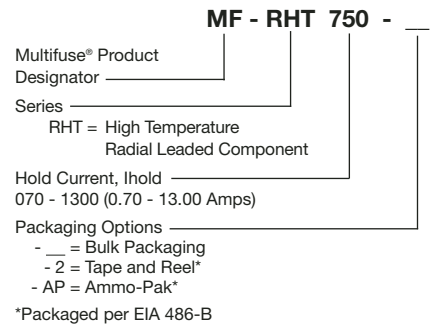 MF - RHT 750 - __
Multifuse® Product
Designator
Series
RHT = High Temperature
Radial Leaded Component
Hold Current, Ihold
070 - 1300 (0.70 - 13.00 Amps)
Packaging Options
- __ = Bulk Packaging
- 2 = Tape and Reel*
- AP = Ammo-Pak*
*Packaged per EIA 486-B